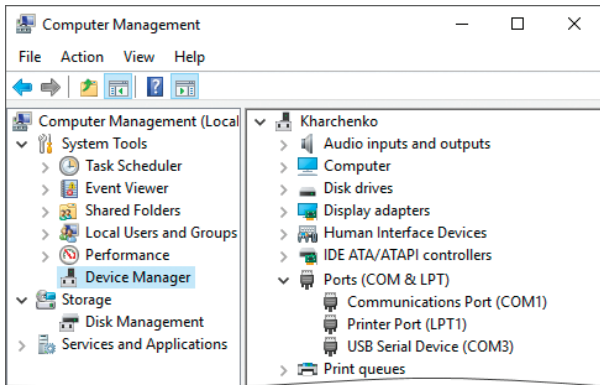 Computer Management
File Action View Help
Computer Management (Local
System Tools
Task Scheduler
Event Viewer
Shared Folders
Local Users and Groups
Performance
Device Manager
Storage
Disk Management
Services and Applications
Kharchenko
Audio inputs and outputs
Computer
Disk drives
Display adapters
Human Interface Devices
IDE ATA/ATAPI controllers
Ports (COM & LPT)
Communications Port (COM1)
Printer Port (LPT1)
USB Serial Device (COM3)
Print queues